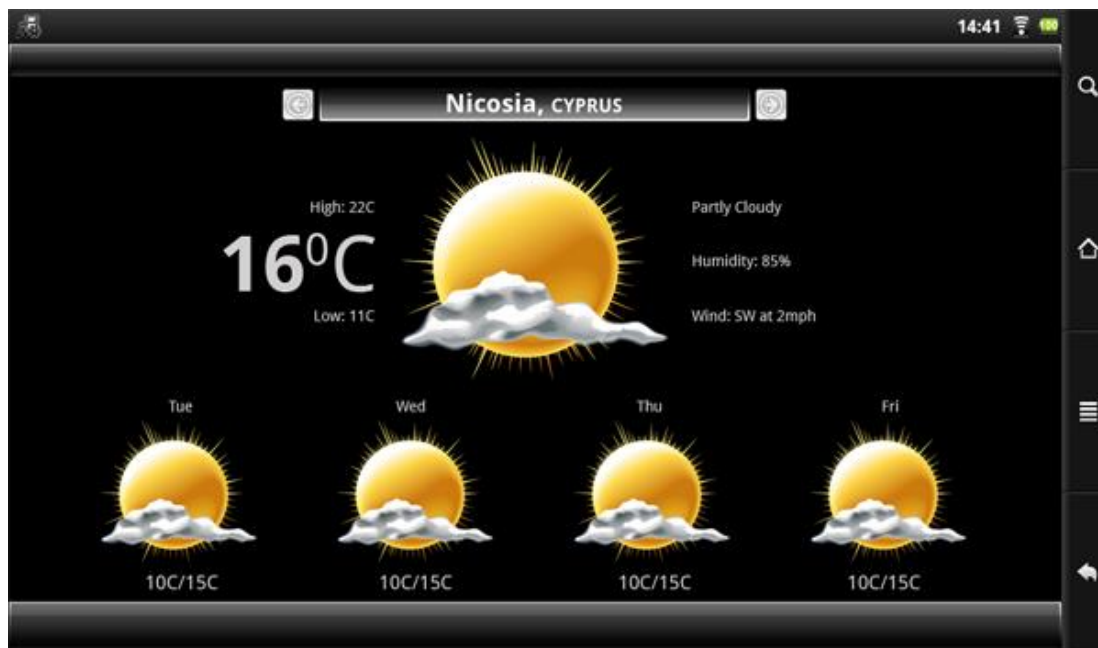 14:41 100
Nicosia, CYPRUS
High: 22C
16⁰C
Low: 11C
Partly Cloudy
Humidity: 85%
Wind: SW at 2mph
Tue Wed Thu Fri
10C/15C 10C/15C 10C/15C 10C/15C